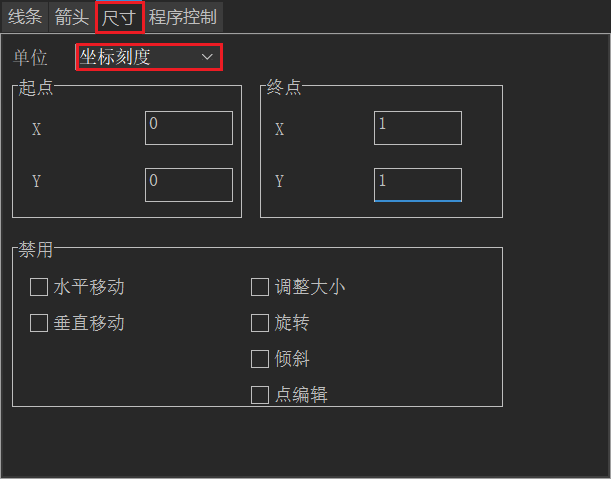 线条 箭头 尺寸 程序控制
单位 坐标刻度
起点 终点
X 0 X 1
Y 0 Y 1
禁用
水平移动 调整大小
垂直移动 旋转
倾斜
点编辑